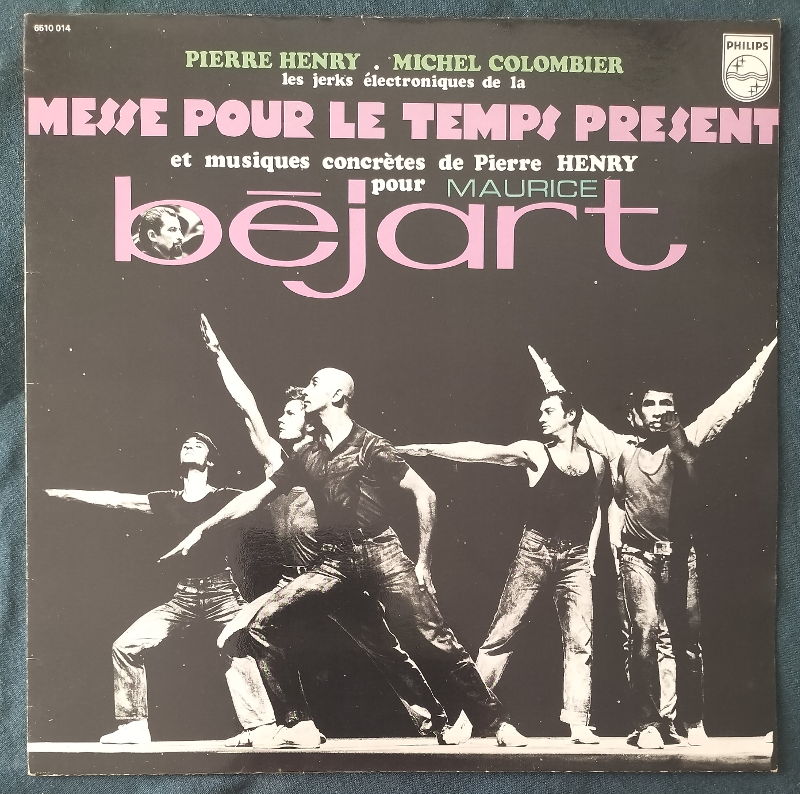 6510 014
PIERRE HENRY . MICHEL COLOMBIER
les jerks électroniques de la
PHILIPS
MESSE POUR LE TEMPS PRESENT
et musiques concrètes de Pierre HENRY
pour MAURICE
béjart